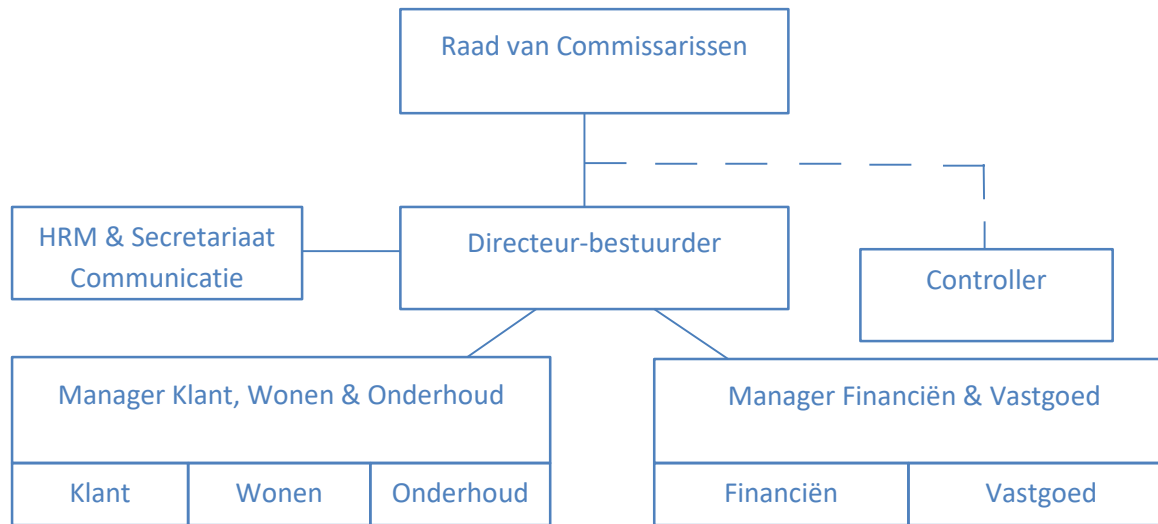 Raad van Commissarissen
HRM & Secretariaat
Communicatie
Directeur-bestuurder
Controller
Manager Klant, Wonen & Onderhoud
Manager Financiën & Vastgoed
Klant
Wonen
Onderhoud
Financiën
Vastgoed